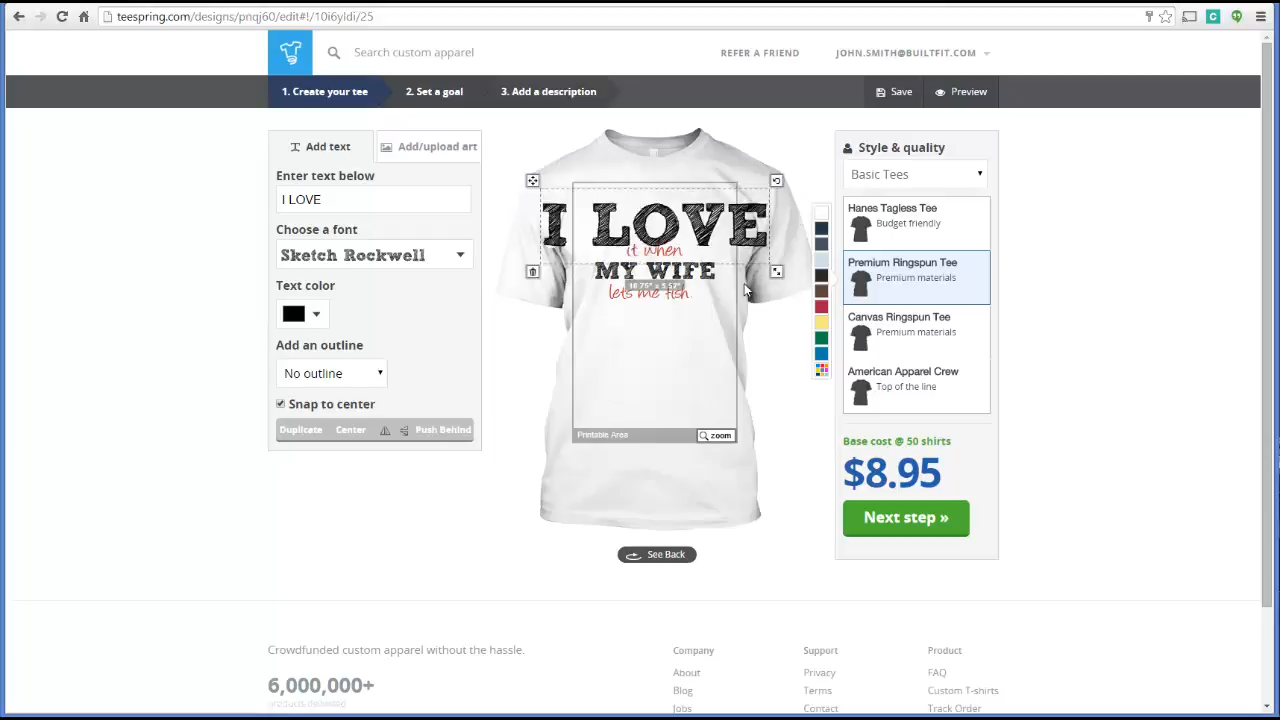 teespring.com/designs/pnqj60/edit#!/10i6yldi/25
Search custom apparel
REFER A FRIEND
JOHN.SMITH@BUILTFIT.COM
1. Create your tee
2. Set a goal
3. Add a description
Save
Preview
Add text
Add/upload art
Enter text below
I LOVE
Choose a font
Sketch Rockwell
Text color
Add an outline
No outline
Snap to center
Duplicate
Center
Push Behind
I LOVE
it when
MY WIFE
lets me fish.
Printable Area
zoom
See Back
Style & quality
Basic Tees
Hanes Tagless Tee
Budget friendly
Premium Ringspun Tee
Premium materials
Canvas Ringspun Tee
Premium materials
American Apparel Crew
Top of the line
Base cost @ 50 shirts
$8.95
Next step »
Crowdfunded custom apparel without the hassle.
6,000,000+
products delivered
Company
About
Blog
Jobs
Support
Privacy
Terms
Contact
Product
FAQ
Custom T-shirts
Track Order